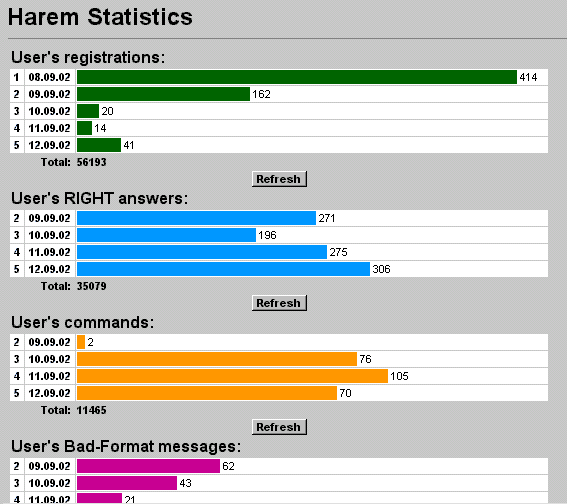 Harem Statistics
User's registrations:
1 08.09.02 414
2 09.09.02 162
3 10.09.02 20
4 11.09.02 14
5 12.09.02 41
Total: 56193
Refresh
User's RIGHT answers:
2 09.09.02 271
3 10.09.02 196
4 11.09.02 275
5 12.09.02 306
Total: 35079
Refresh
User's commands:
2 09.09.02 2
3 10.09.02 76
4 11.09.02 105
5 12.09.02 70
Total: 11465
Refresh
User's Bad-Format messages:
2 09.09.02 62
3 10.09.02 43
4 11.09.02 21